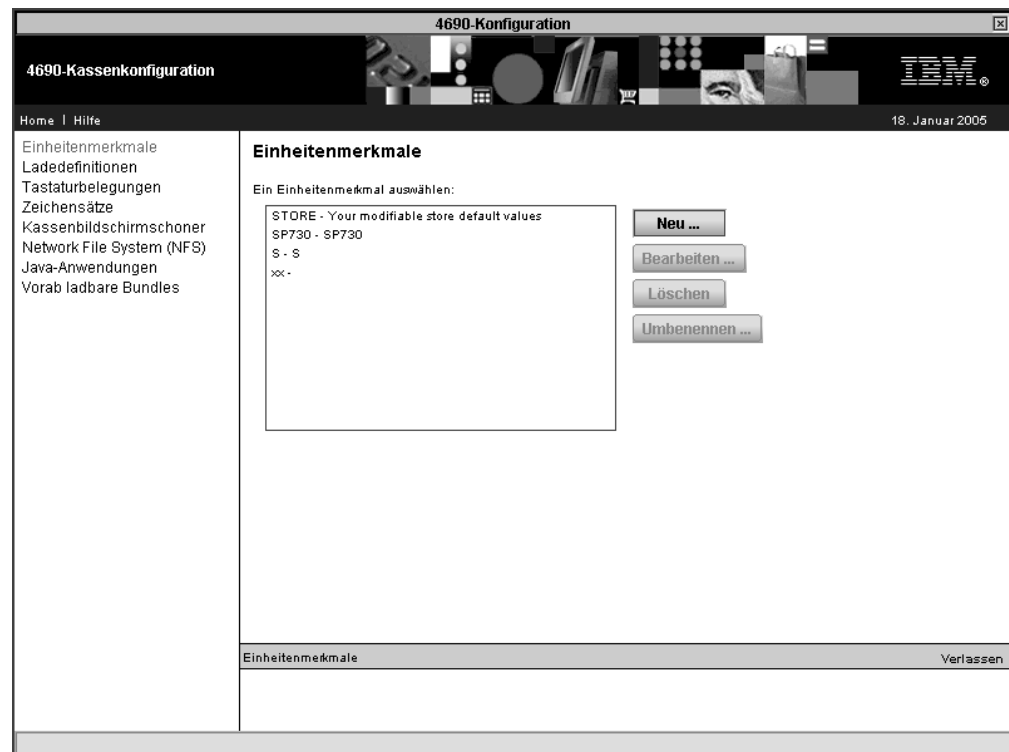 4690-Konfiguration
4690-Kassenkonfiguration
IBM®
Home | Hilfe
18. Januar 2005
Einheitenmerkmale
Ladedefinitionen
Tastaturbelegungen
Zeichensätze
Kassenbildschirmschoner
Network File System (NFS)
Java-Anwendungen
Vorab ladbare Bundles
Einheitenmerkmale
Ein Einheitenmerkmal auswählen:
STORE - Your modifiable store default values
SP730 - SP730
S - S
xx -
Neu ...
Bearbeiten ...
Löschen
Umbenennen ...
Einheitenmerkmale
Verlassen